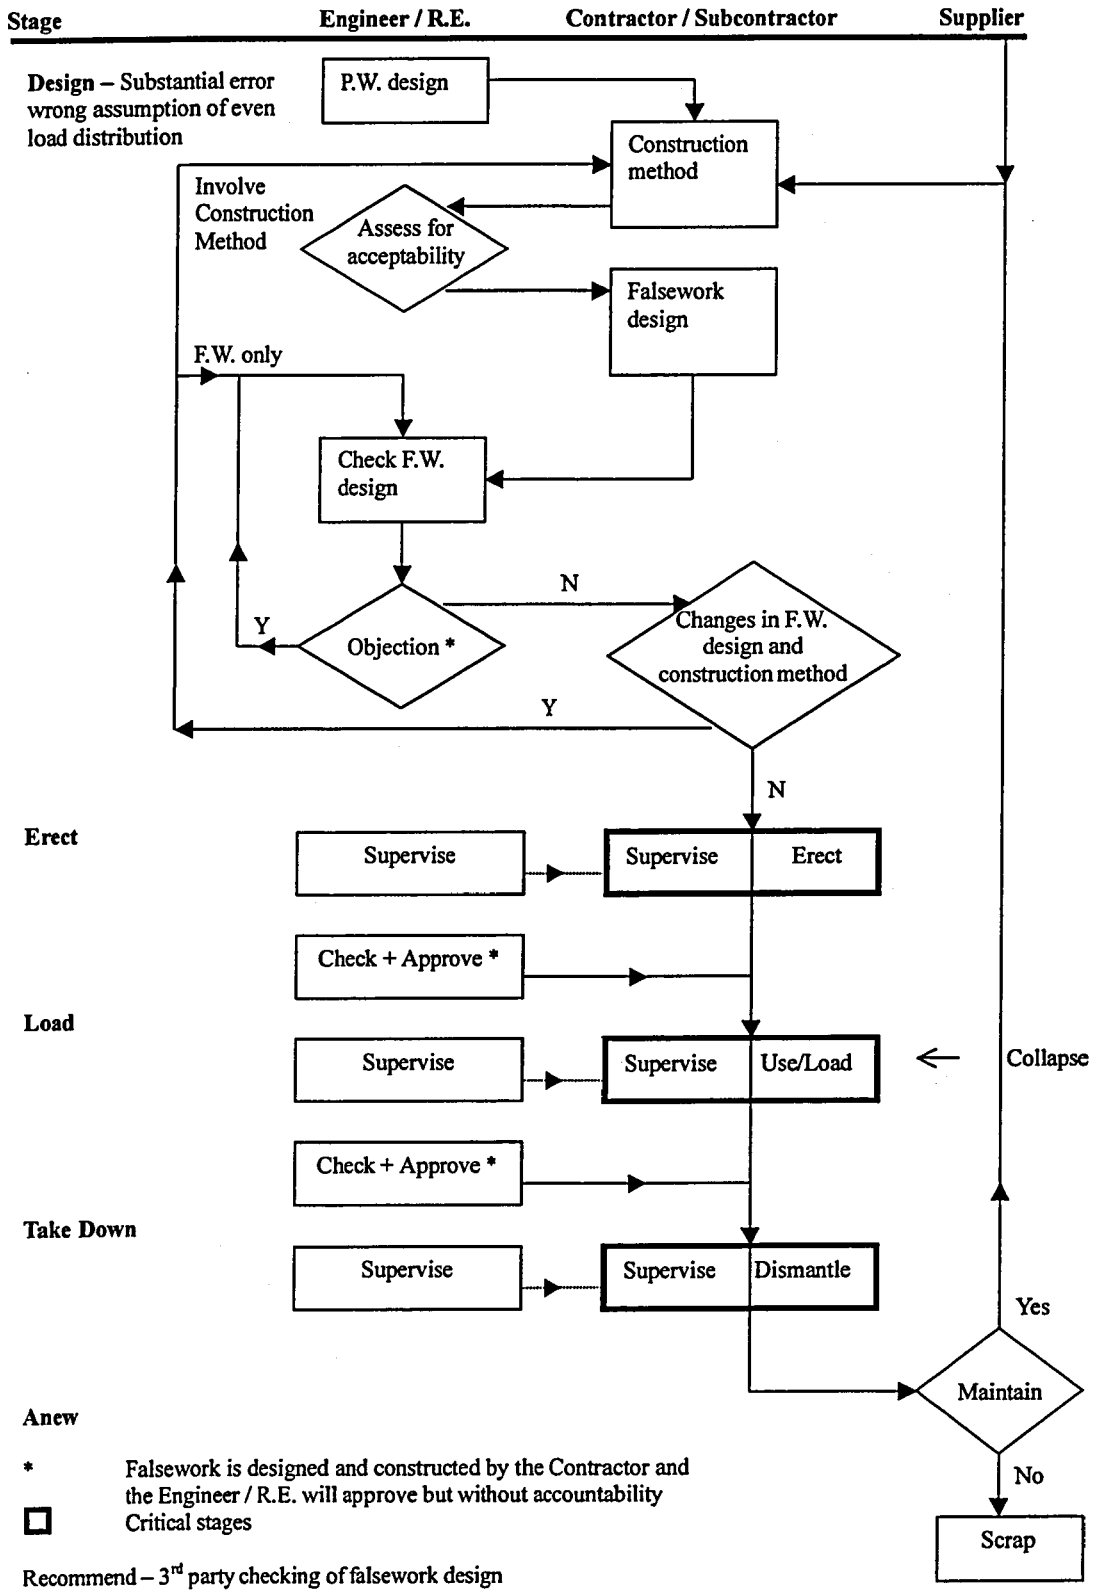 Stage Engineer / R.E. Contractor / Subcontractor Supplier
Design – Substantial error
wrong assumption of even
load distribution
P.W. design
Construction
method
Involve
Construction
Method
Assess for
acceptability
Falsework
design
F.W. only
Check F.W.
design
N
Y
Objection *
Changes in F.W.
design and
construction method
Y
N
Erect
Supervise
Supervise
Erect
Check + Approve *
Load
Supervise
Supervise
Use/Load
Collapse
Check + Approve *
Take Down
Supervise
Supervise
Dismantle
Yes
Maintain
Anew
* Falsework is designed and constructed by the Contractor and
the Engineer / R.E. will approve but without accountability
Critical stages
No
Scrap
Recommend – 3rd party checking of falsework design